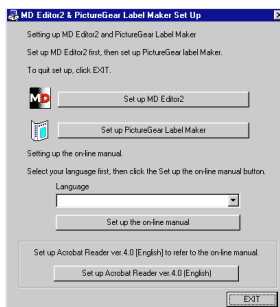 MD Editor2 & PictureGear Label Maker Set Up
Setting up MD Editor2 and PictureGear Label Maker
Set up MD Editor2 first, then set up PictureGear label Maker.
To quit set up, click EXIT.
MD
Set up MD Editor2
Set up PictureGear Label Maker
Setting up the on-line manual.
Select your language first, then click the Set up the on-line manual button.
Language
Set up the on-line manual
Set up Acrobat Reader ver.4.0 [English] to refer to the on-line manual.
Set up Acrobat Reader ver.4.0 (English)
EXIT